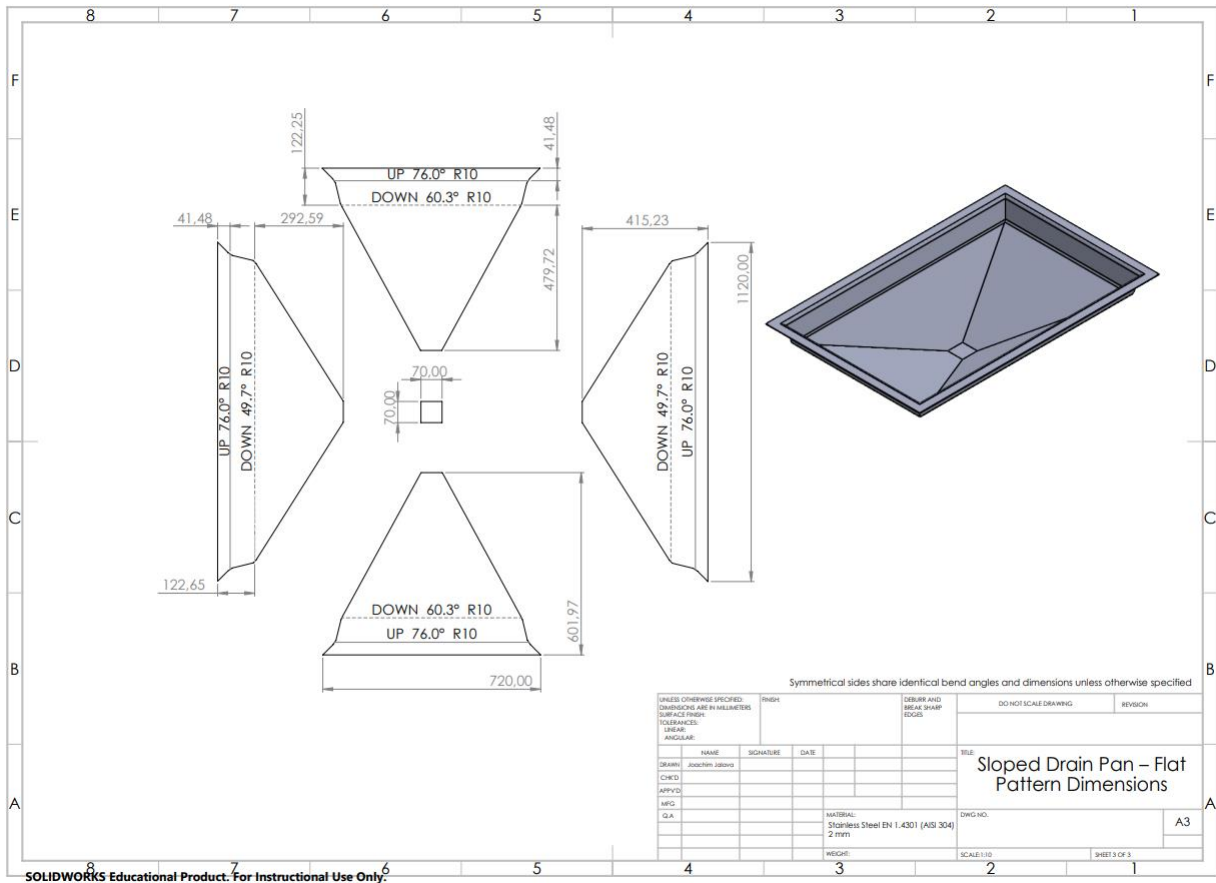 8 7 6 5 4 3 2 1
F F
E E
D D
C C
B B
A A
122,25
41,48
UP 76.0° R10
DOWN 60.3° R10
41,48
292,59
479,72
415,23
1120,00
UP 76.0° R10
DOWN 49.7° R10
70,00
70,00
DOWN 49.7° R10
UP 76.0° R10
122,65
DOWN 60.3° R10
UP 76.0° R10
601,97
720,00
Symmetrical sides share identical bend angles and dimensions unless otherwise specified
UNLESS OTHERWISE SPECIFIED:
DIMENSIONS ARE IN MILLIMETERS
SURFACE FINISH:
TOLERANCES:
LINEAR:
ANGULAR:
FINISH:
DEBURR AND
BREAK SHARP
EDGES
DO NOT SCALE DRAWING
REVISION
NAME SIGNATURE DATE
DRAWN Joachim Jalava
CHK'D
APPV'D
MFG
Q.A
TITLE:
Sloped Drain Pan – Flat
Pattern Dimensions
MATERIAL:
Stainless Steel EN 1.4301 (AISI 304)
2 mm
DWG NO.
A3
WEIGHT:
SCALE:1:10
SHEET 3 OF 3
8 7 6 5 4 3 2 1
SOLIDWORKS Educational Product. For Instructional Use Only.